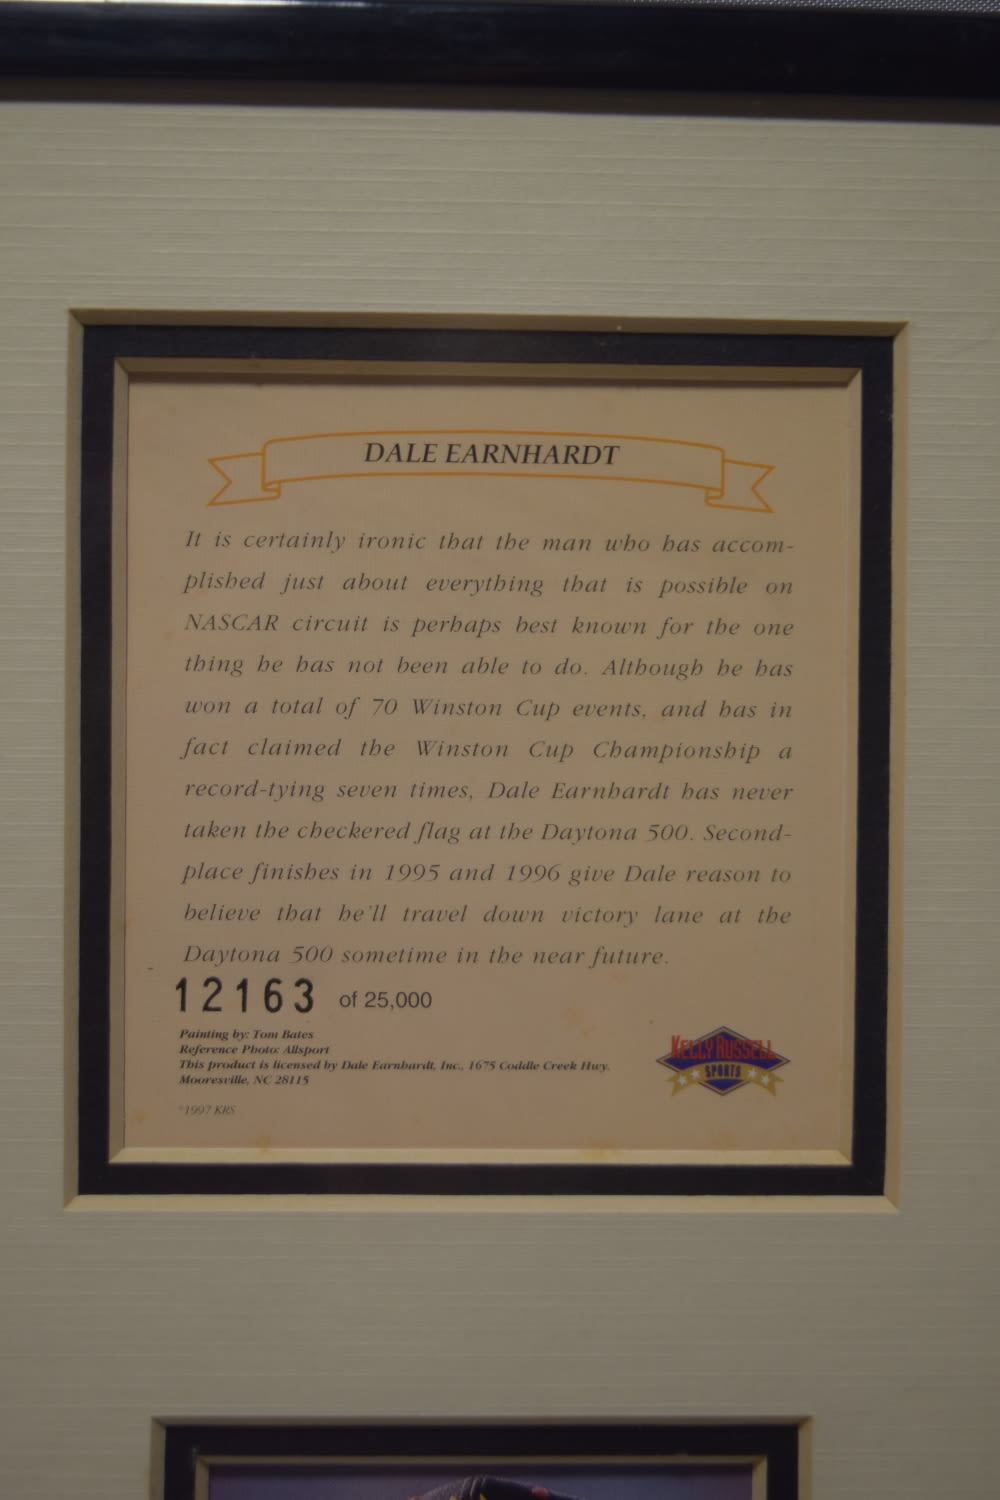 DALE EARNHARDT
It is certainly ironic that the man who has accom-
plished just about everything that is possible on
NASCAR circuit is perhaps best known for the one
thing he has not been able to do. Although he has
won a total of 70 Winston Cup events, and has in
fact claimed the Winston Cup Championship a
record-tying seven times, Dale Earnhardt has never
taken the checkered flag at the Daytona 500. Second-
place finishes in 1995 and 1996 give Dale reason to
believe that he'll travel down victory lane at the
Daytona 500 sometime in the near future.
12163 of 25,000
Painting by: Tom Bates
Reference Photo: Allsport
This product is licensed by Dale Earnhardt, Inc., 1675 Coddle Creek Hwy.
Mooresville, NC 28115
©1997 KRS
KELLY RUSSELL
SPORTS